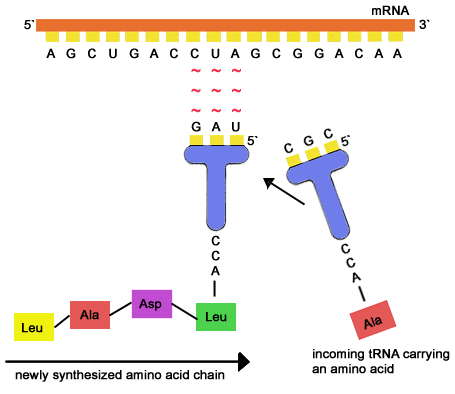 mRNA
5` 3`
A G C U G A C C U A G C G G A C A A
~ ~ ~
~ ~ ~
~ ~ ~
G A U 5`
C G C 5`
C
C
A
C
C
A
Leu Ala Asp Leu
Ala
newly synthesized amino acid chain
incoming tRNA carrying
an amino acid